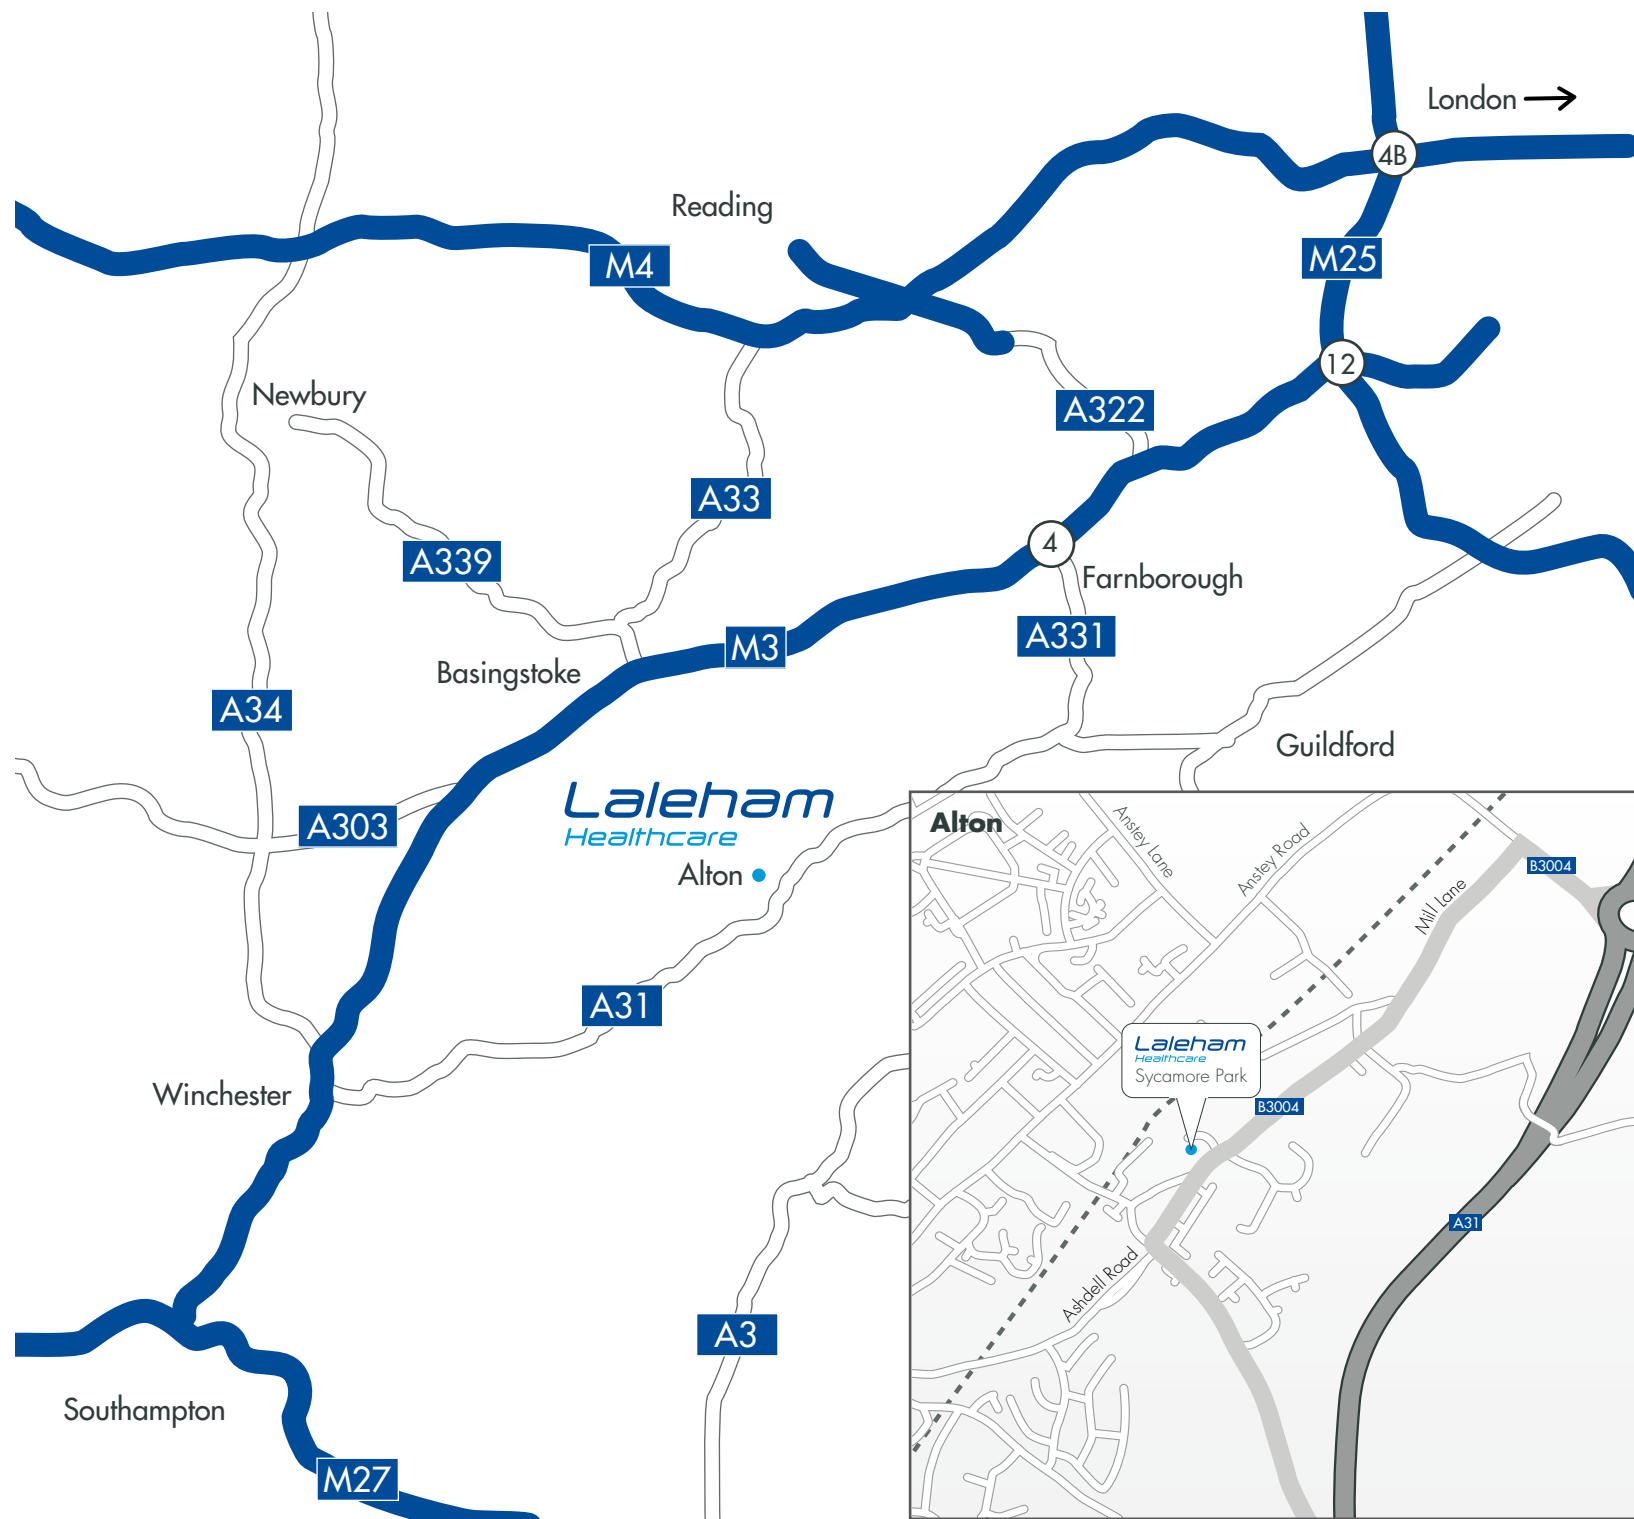 London
4B
Reading
M4
M25
12
Newbury
A322
A33
4
A339
Farnborough
A331
M3
Basingstoke
A34
Guildford
Laleham
Healthcare
A303
Alton
Alton
Anstey Lane
Anstey Road
B3004
Mill Lane
A31
Laleham
Healthcare
Sycamore Park
B3004
Winchester
A31
Ashdell Road
A3
Southampton
M27